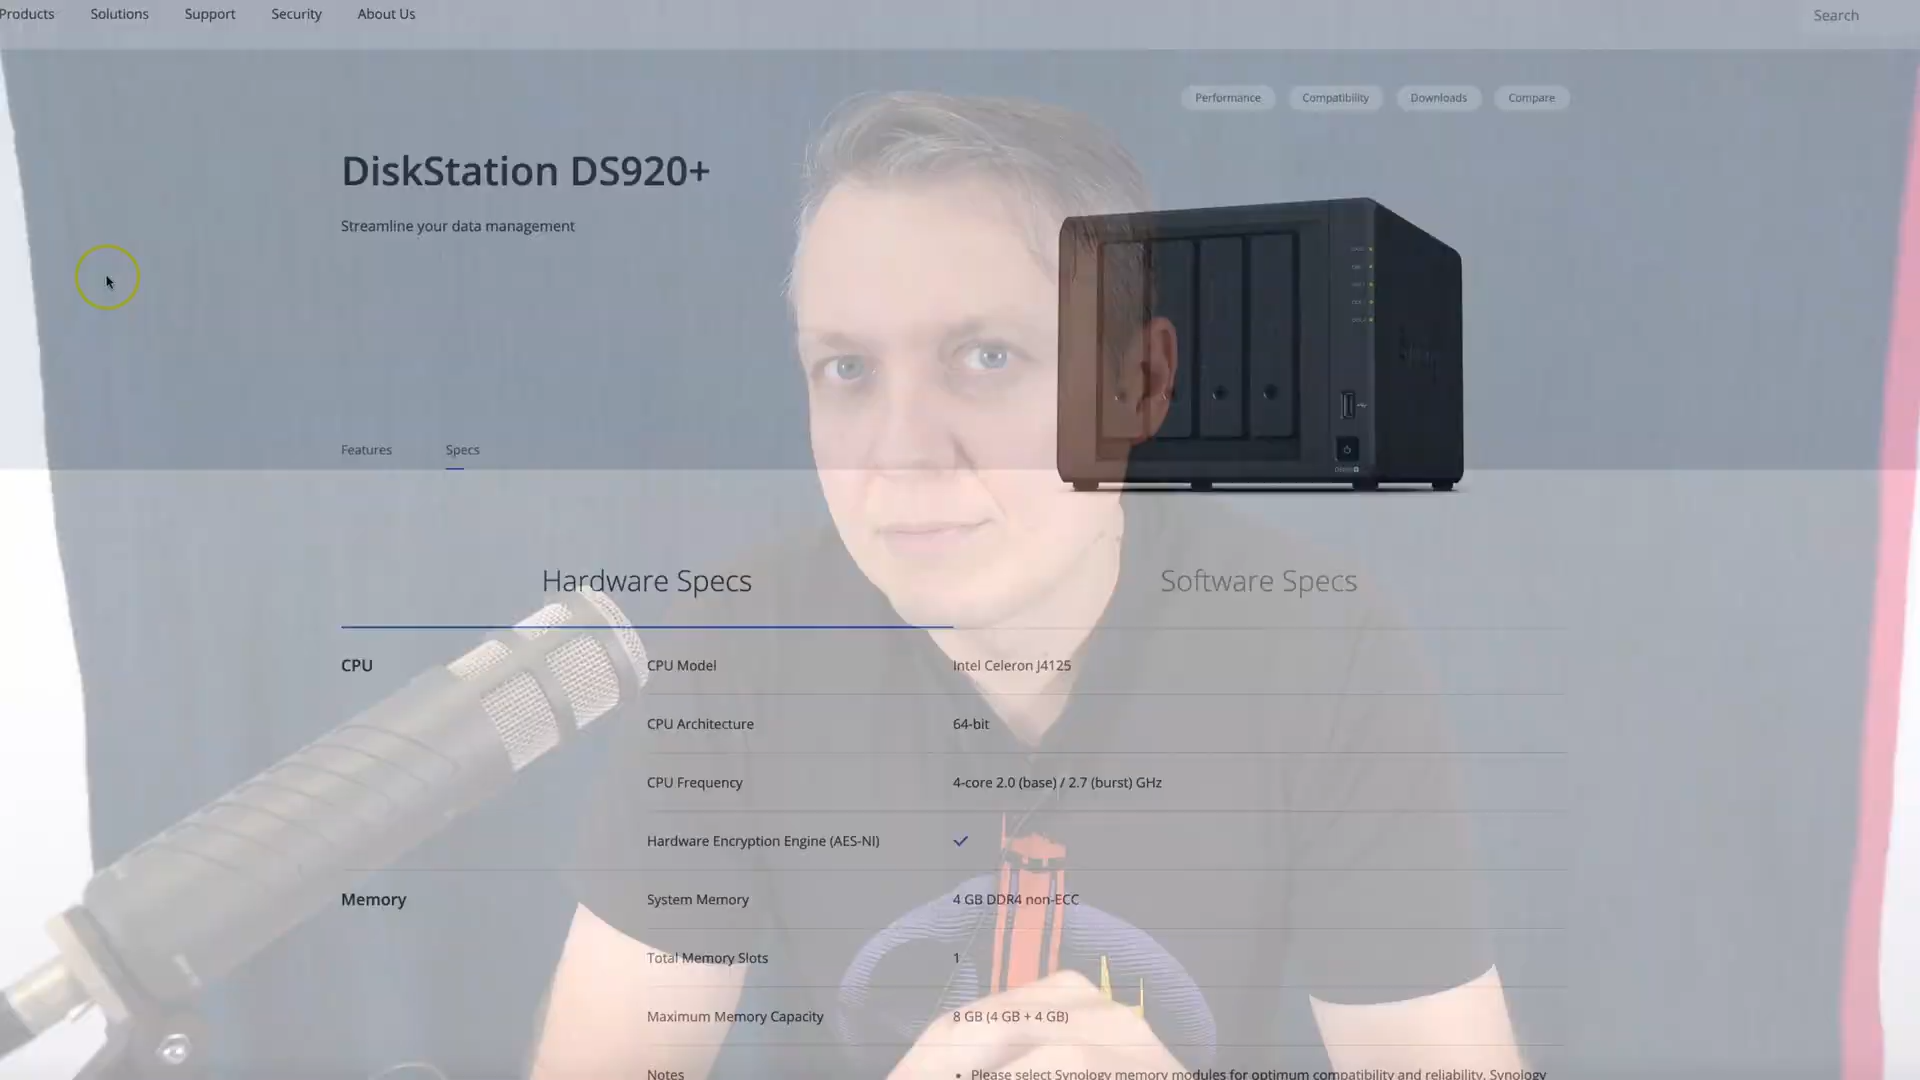 Products Solutions Support Security About Us Search
Performance Compatibility Downloads Compare
DiskStation DS920+
Streamline your data management
Features Specs
Hardware Specs Software Specs
CPU CPU Model Intel Celeron J4125
CPU Architecture 64-bit
CPU Frequency 4-core 2.0 (base) / 2.7 (burst) GHz
Hardware Encryption Engine (AES-NI)
Memory System Memory 4 GB DDR4 non-ECC
Total Memory Slots 1
Maximum Memory Capacity 8 GB (4 GB + 4 GB)
Notes • Please select Synology memory modules for optimum compatibility and reliability. Synology